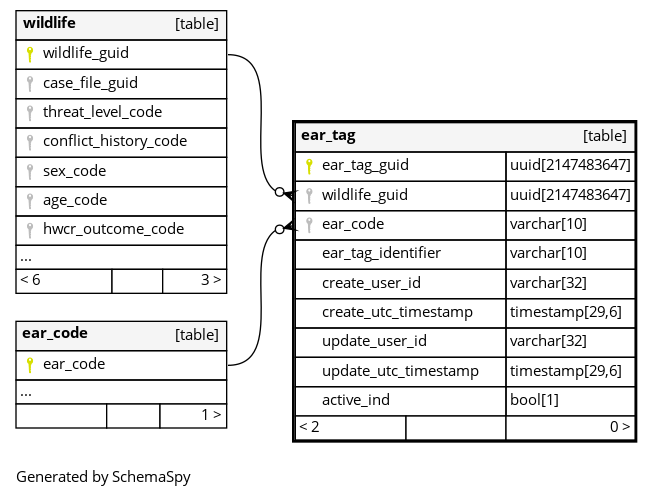 wildlife [table]
wildlife_guid
case_file_guid
threat_level_code
conflict_history_code
sex_code
age_code
hwcr_outcome_code
...
< 6 3 >
ear_code [table]
ear_code
...
1 >
ear_tag [table]
ear_tag_guid uuid[2147483647]
wildlife_guid uuid[2147483647]
ear_code varchar[10]
ear_tag_identifier varchar[10]
create_user_id varchar[32]
create_utc_timestamp timestamp[29,6]
update_user_id varchar[32]
update_utc_timestamp timestamp[29,6]
active_ind bool[1]
< 2 0 >
Generated by SchemaSpy